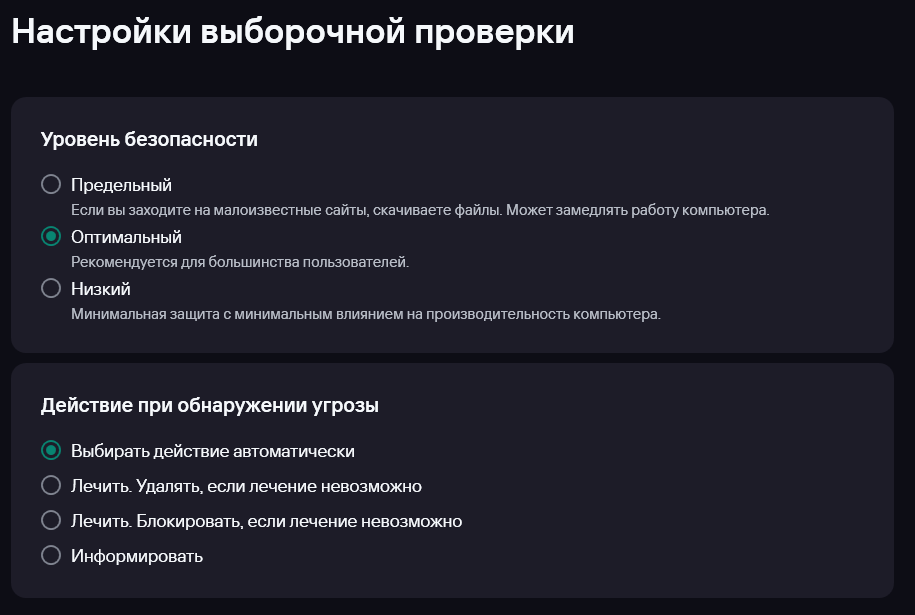 Настройки выборочной проверки
Уровень безопасности
Предельный
Если вы заходите на малоизвестные сайты, скачиваете файлы. Может замедлять работу компьютера.
Оптимальный
Рекомендуется для большинства пользователей.
Низкий
Минимальная защита с минимальным влиянием на производительность компьютера.
Действие при обнаружении угрозы
Выбирать действие автоматически
Лечить. Удалять, если лечение невозможно
Лечить. Блокировать, если лечение невозможно
Информировать